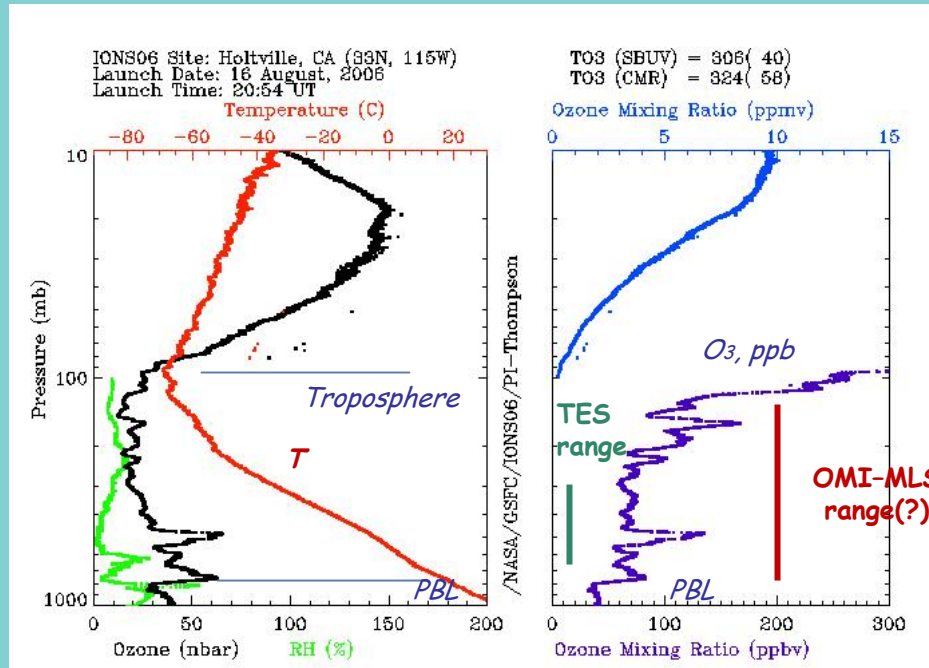 IONS06 Site: Holtville, CA (33N, 115W)
Launch Date: 16 August, 2006
Launch Time: 20:54 UT
TO3 (SBUV) = 306( 40)
TO3 (CMR) = 324( 58)
Temperature (C)
-80 -60 -40 -20 0 20
Ozone Mixing Ratio (ppmv)
0 5 10 15
Pressure (mb)
10
100
1000
Troposphere
T
PBL
0 50 100 150 200
Ozone (nbar) RH (%)
/NASA/GSFC/IONS06/PI-Thompson
O3, ppb
TES
range
OMI-MLS
range(?)
PBL
0 100 200 300
Ozone Mixing Ratio (ppbv)